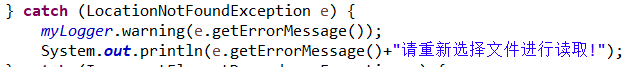 } catch (LocationNotFoundException e) {
myLogger.warning(e.getErrorMessage());
System.out.println(e.getErrorMessage()+"请重新选择文件进行读取!");